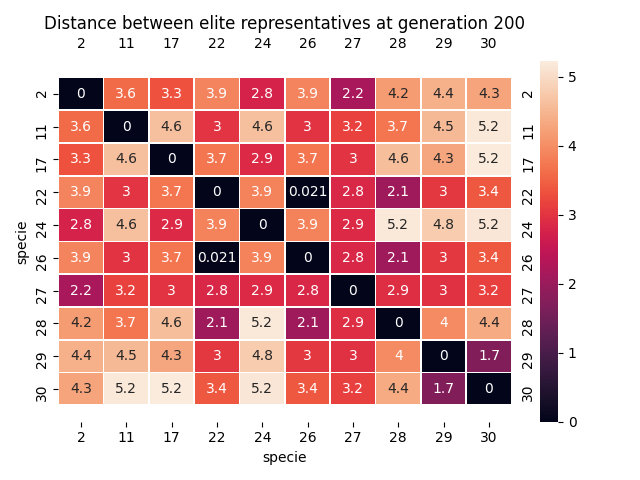 Distance between elite representatives at generation 200
2 11 17 22 24 26 27 28 29 30
2 0 3.6 3.3 3.9 2.8 3.9 2.2 4.2 4.4 4.3 2
11 3.6 0 4.6 3 4.6 3 3.2 3.7 4.5 5.2 11
17 3.3 4.6 0 3.7 2.9 3.7 3 4.6 4.3 5.2 17
22 3.9 3 3.7 0 3.9 0.021 2.8 2.1 3 3.4 22
24 2.8 4.6 2.9 3.9 0 3.9 2.9 5.2 4.8 5.2 24
26 3.9 3 3.7 0.021 3.9 0 2.8 2.1 3 3.4 26
27 2.2 3.2 3 2.8 2.9 2.8 0 2.9 3 3.2 27
28 4.2 3.7 4.6 2.1 5.2 2.1 2.9 0 4 4.4 28
29 4.4 4.5 4.3 3 4.8 3 3 4 0 1.7 29
30 4.3 5.2 5.2 3.4 5.2 3.4 3.2 4.4 1.7 0 30
2 11 17 22 24 26 27 28 29 30
specie
specie
5
4
3
2
1
0